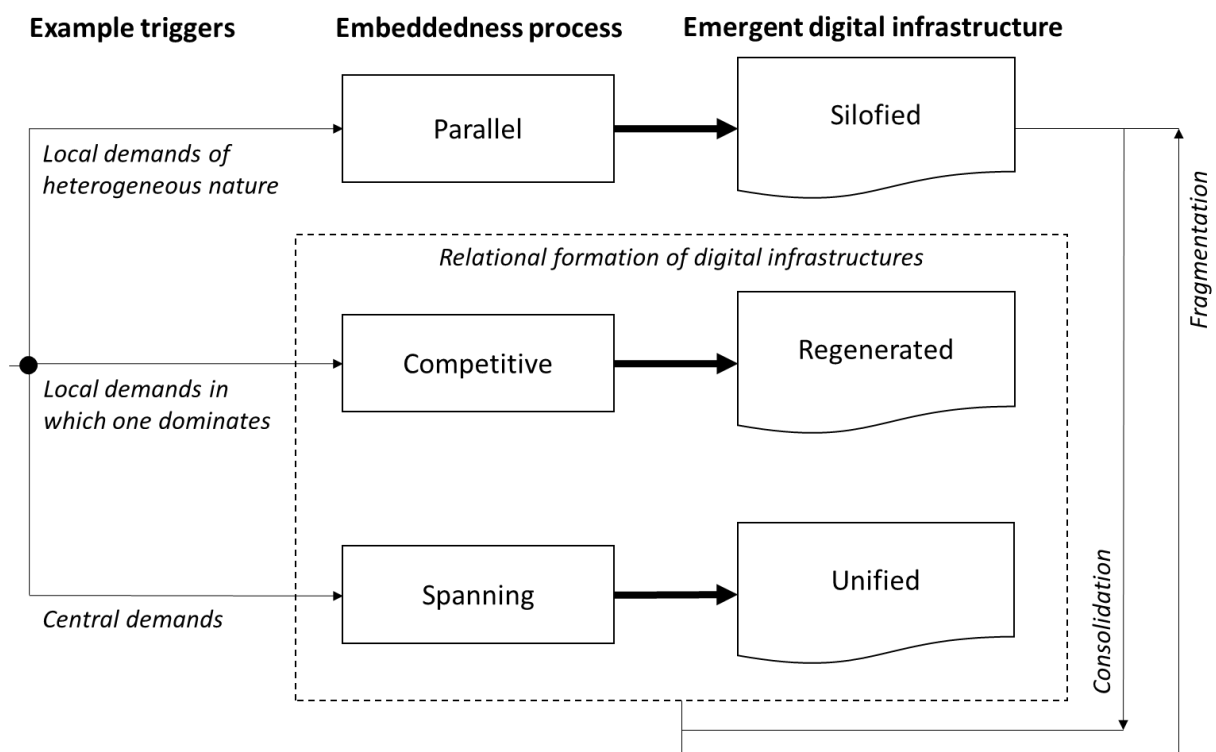 Example triggers
Embeddedness process
Emergent digital infrastructure
Parallel
Silofied
Local demands of
heterogeneous nature
Relational formation of digital infrastructures
Fragmentation
Competitive
Regenerated
Local demands in
which one dominates
Spanning
Unified
Central demands
Consolidation